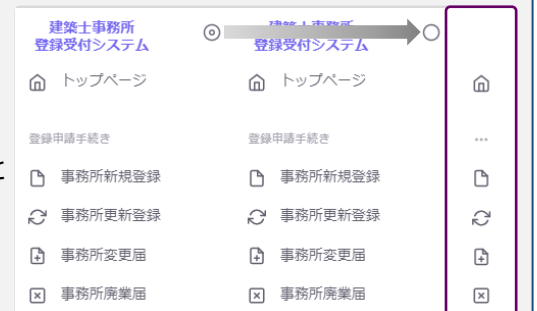 建築士事務所
登録受付システム
トップページ
登録申請手続き
事務所新規登録
事務所更新登録
事務所変更届
事務所廃業届
建築士事務所
登録受付システム
トップページ
登録申請手続き
事務所新規登録
事務所更新登録
事務所変更届
事務所廃業届
...